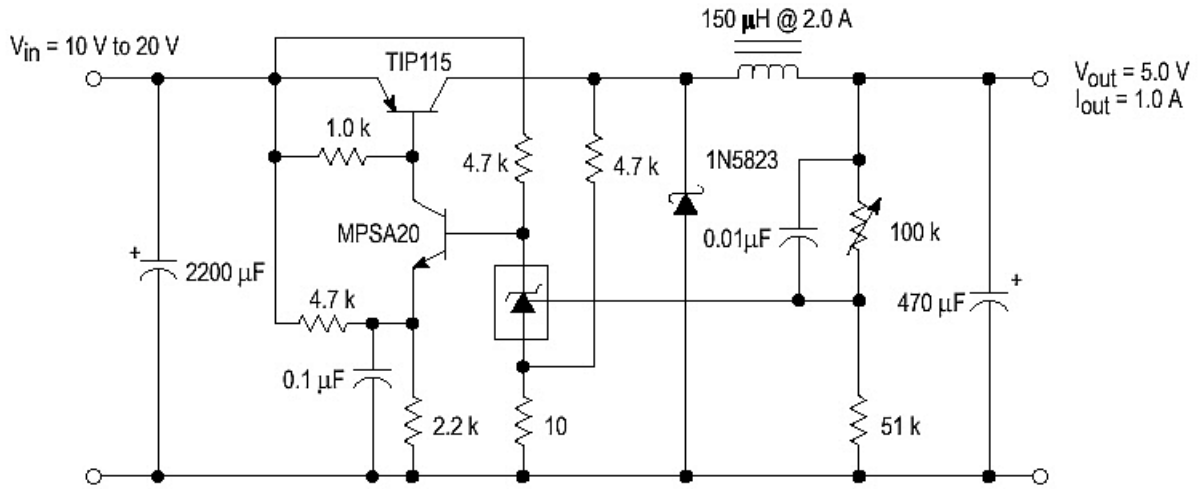 150 μH @ 2.0 A
Vin = 10 V to 20 V
TIP115
Vout = 5.0 V
Iout = 1.0 A
1.0 k
4.7 k
4.7 k
1N5823
MPSA20
0.01μF
100 k
+
2200 μF
4.7 k
470 μF
+
0.1 μF
2.2 k
10
51 k